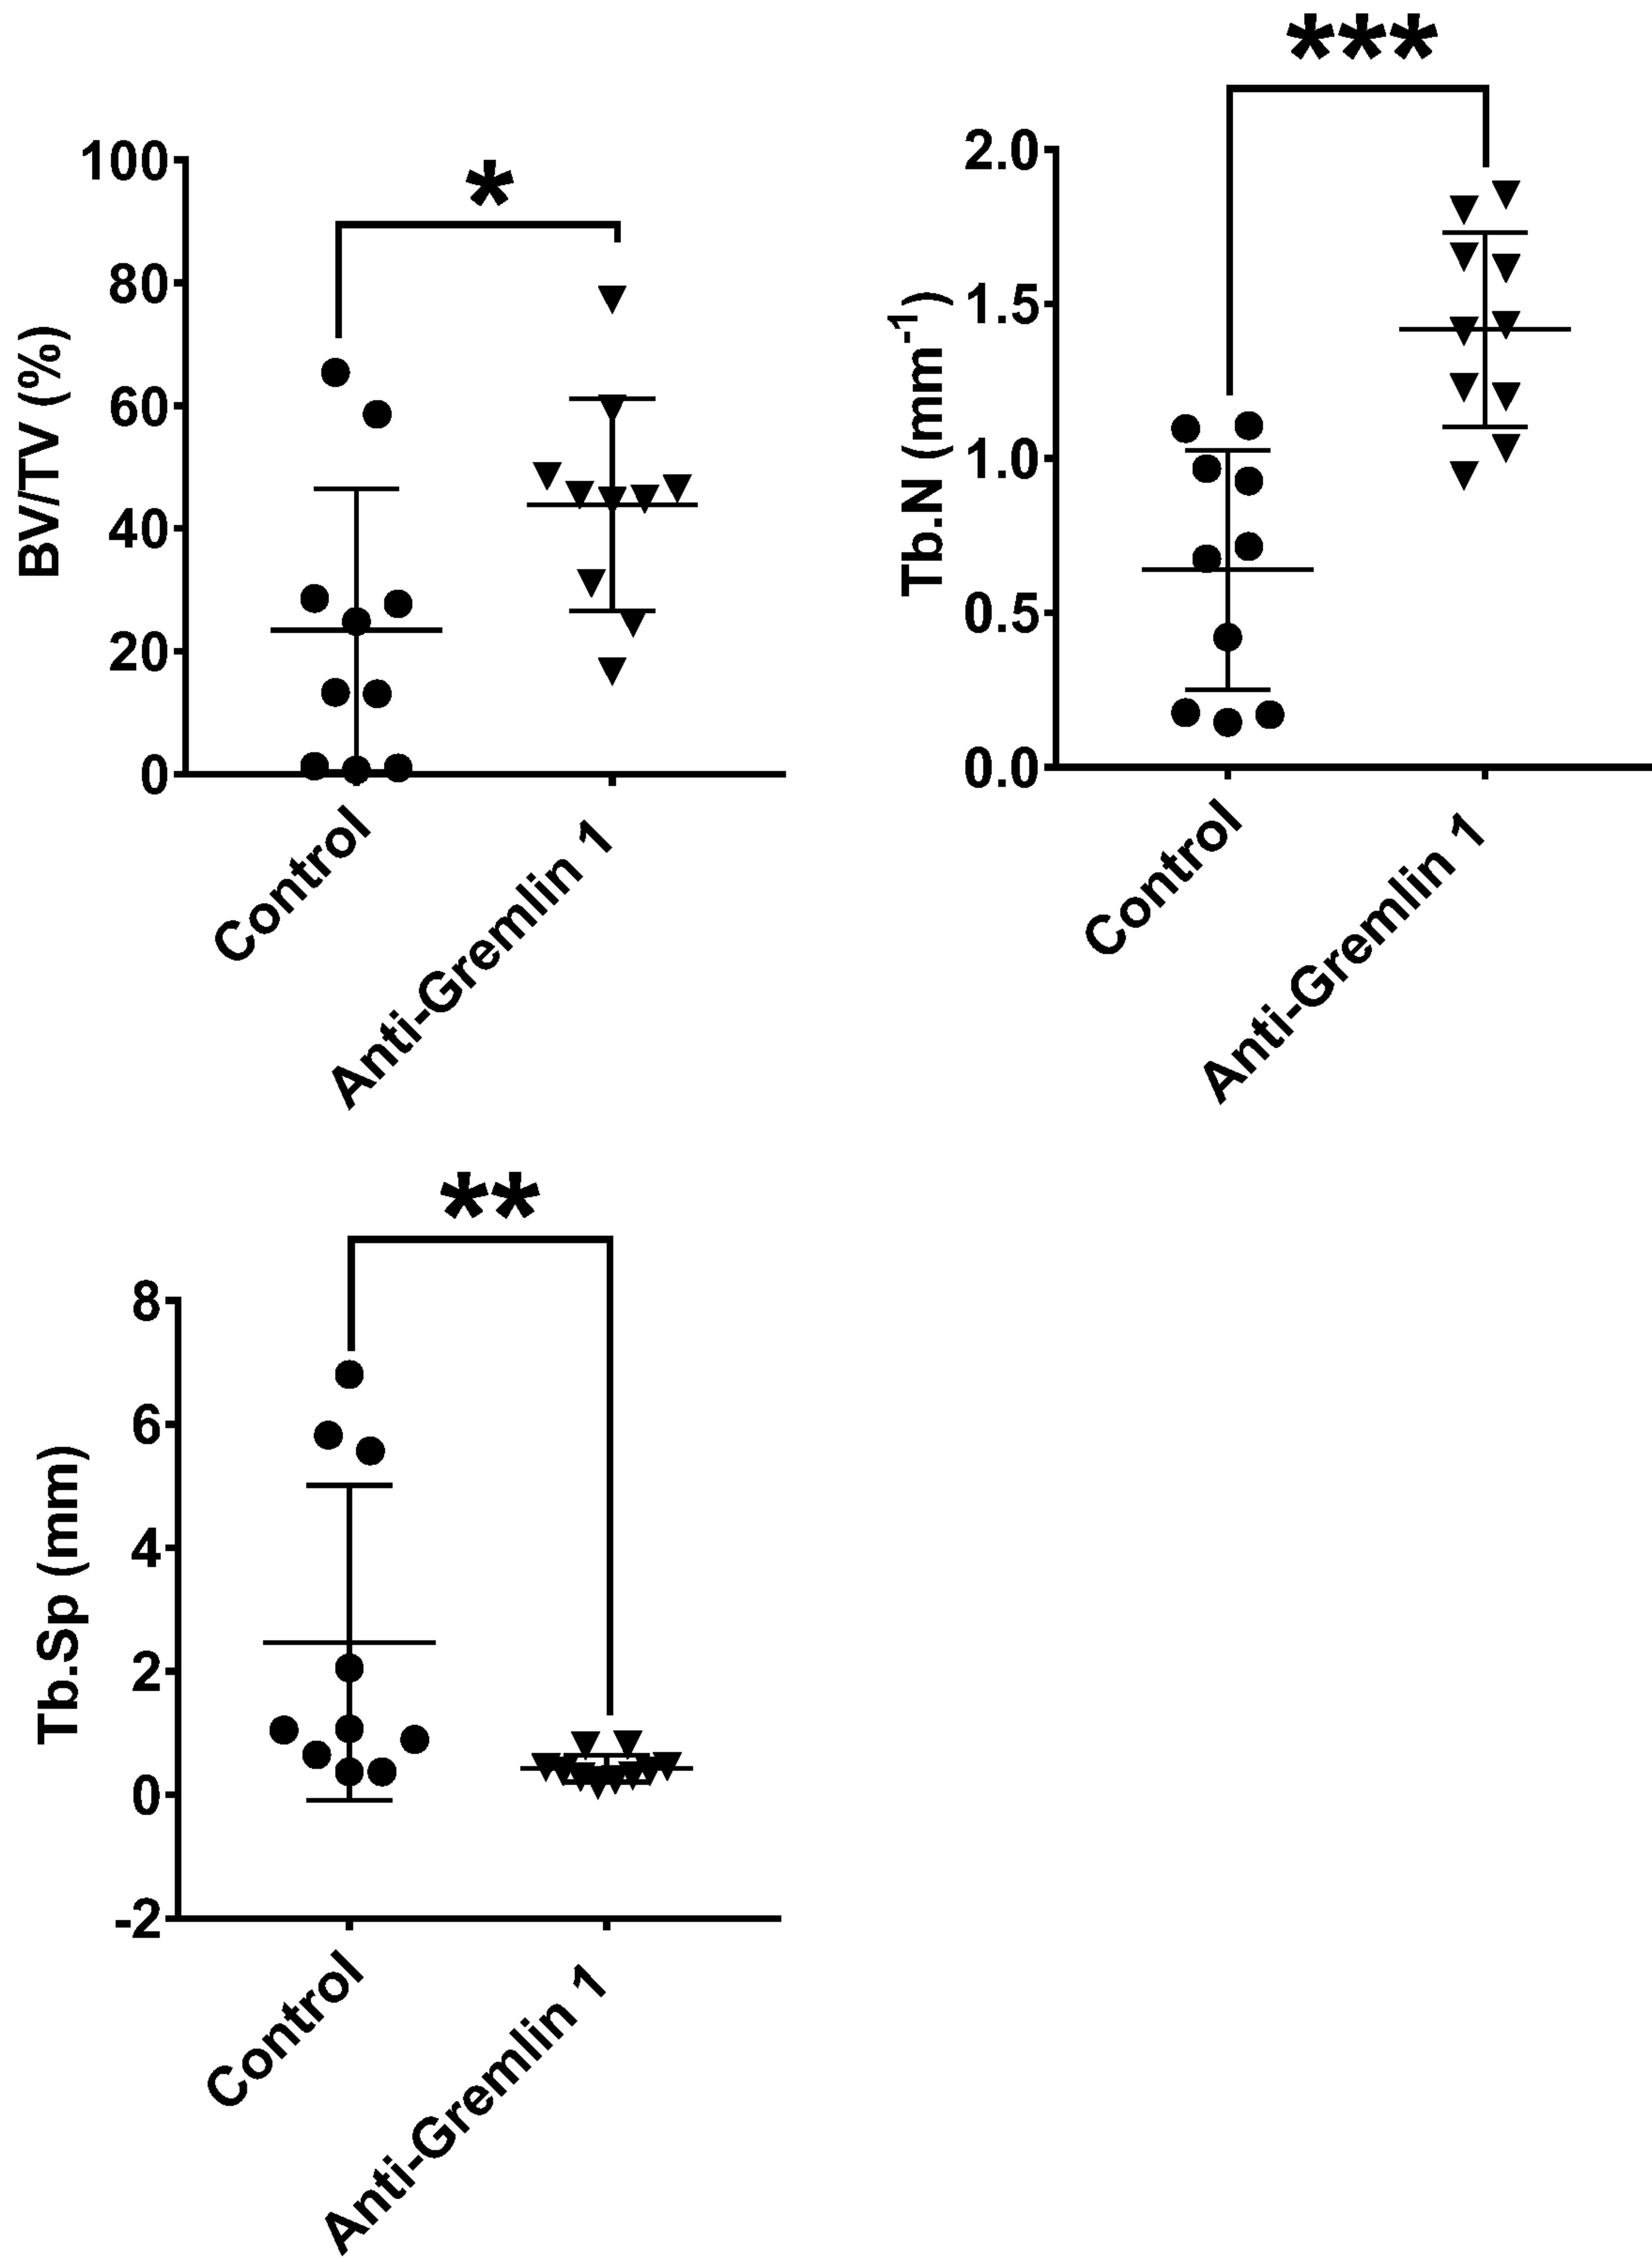 *
100
80
60
40
20
0
BV/TV (%)
Control
Anti-Gremlin 1
***
2.0
1.5
1.0
0.5
0.0
Tb.N (mm-1)
Control
Anti-Gremlin 1
**
8
6
4
2
0
-2
Tb.Sp (mm)
Control
Anti-Gremlin 1